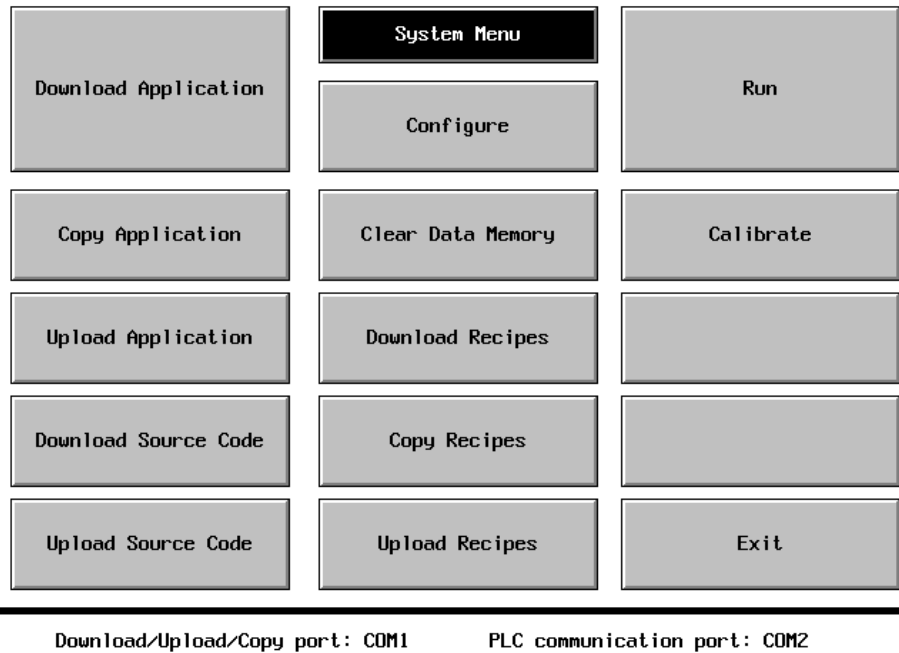 System Menu
Download Application
Configure
Run
Copy Application
Clear Data Memory
Calibrate
Upload Application
Download Recipes
Download Source Code
Copy Recipes
Upload Source Code
Upload Recipes
Exit
Download/Upload/Copy port: COM1
PLC communication port: COM2